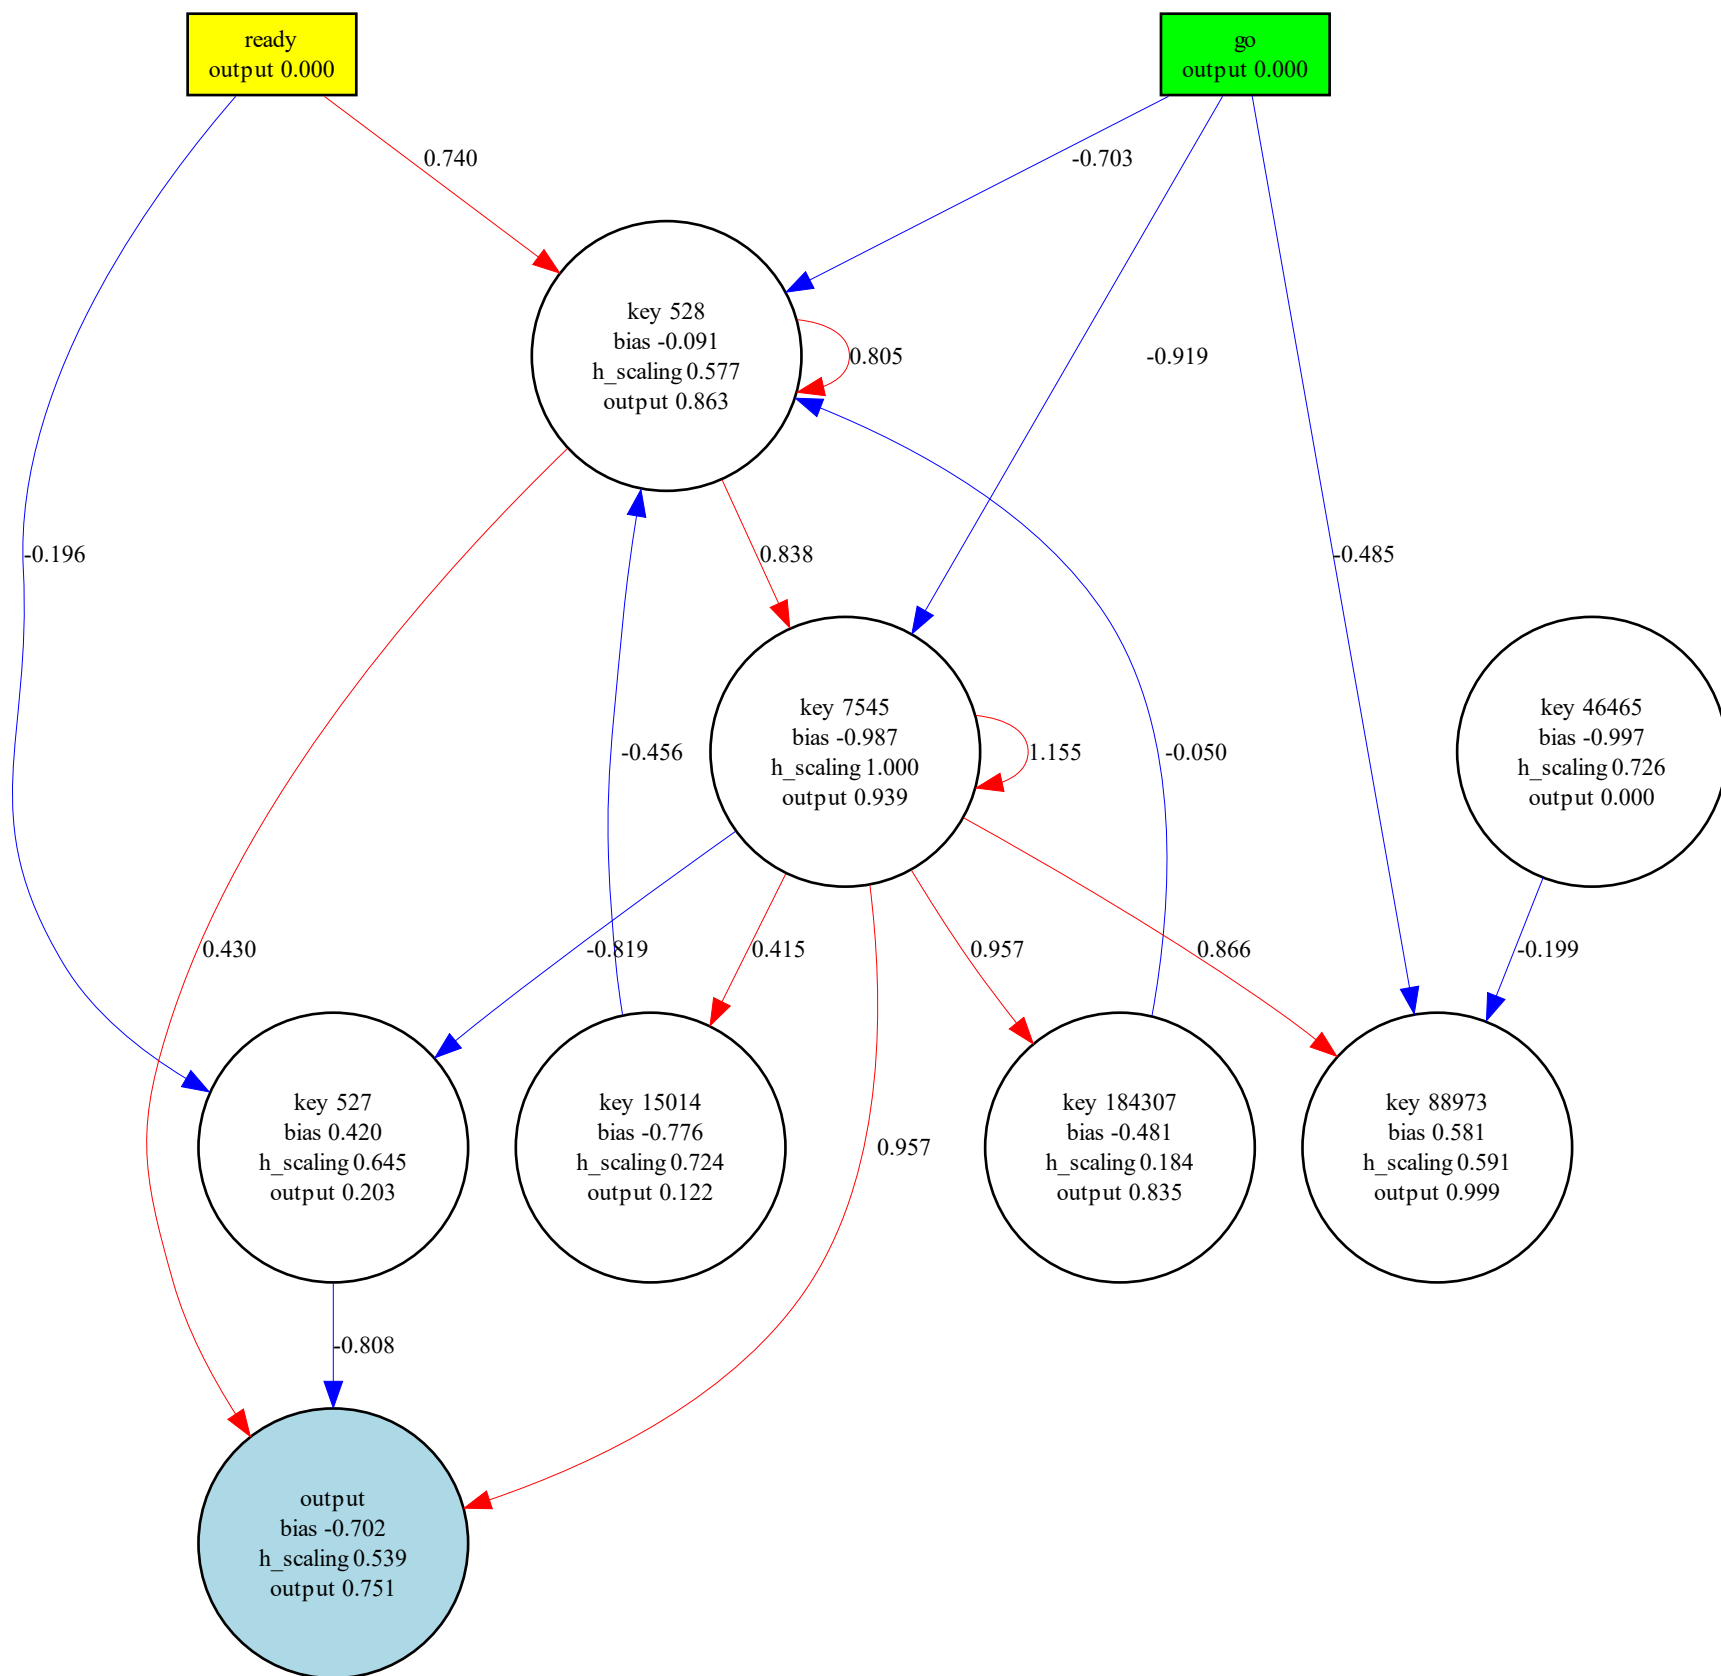 ready
output 0.000
go
output 0.000
0.740
-0.703
key 528
bias -0.091
h_scaling 0.577
output 0.863
0.805
-0.919
-0.196
0.838
-0.485
key 7545
bias -0.987
h_scaling 1.000
output 0.939
1.155
-0.456
-0.050
key 46465
bias -0.997
h_scaling 0.726
output 0.000
0.430
-0.819
0.415
0.957
0.866
-0.199
key 527
bias 0.420
h_scaling 0.645
output 0.203
key 15014
bias -0.776
h_scaling 0.724
output 0.122
0.957
key 184307
bias -0.481
h_scaling 0.184
output 0.835
key 88973
bias 0.581
h_scaling 0.591
output 0.999
-0.808
output
bias -0.702
h_scaling 0.539
output 0.751